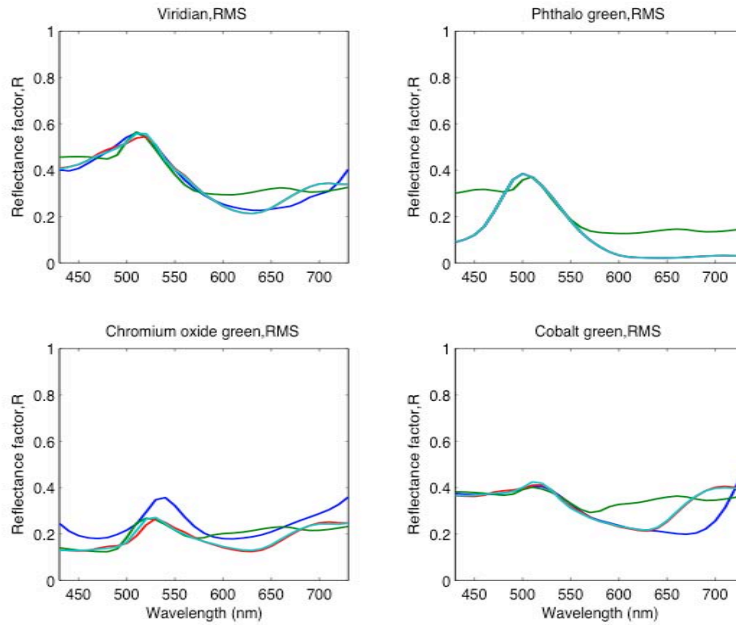 Viridian,RMS
Reflectance factor,R
1
0.8
0.6
0.4
0.2
0
450 500 550 600 650 700
Phthalo green,RMS
Reflectance factor,R
1
0.8
0.6
0.4
0.2
0
450 500 550 600 650 700
Chromium oxide green,RMS
Reflectance factor,R
1
0.8
0.6
0.4
0.2
0
450 500 550 600 650 700
Wavelength (nm)
Cobalt green,RMS
Reflectance factor,R
1
0.8
0.6
0.4
0.2
0
450 500 550 600 650 700
Wavelength (nm)